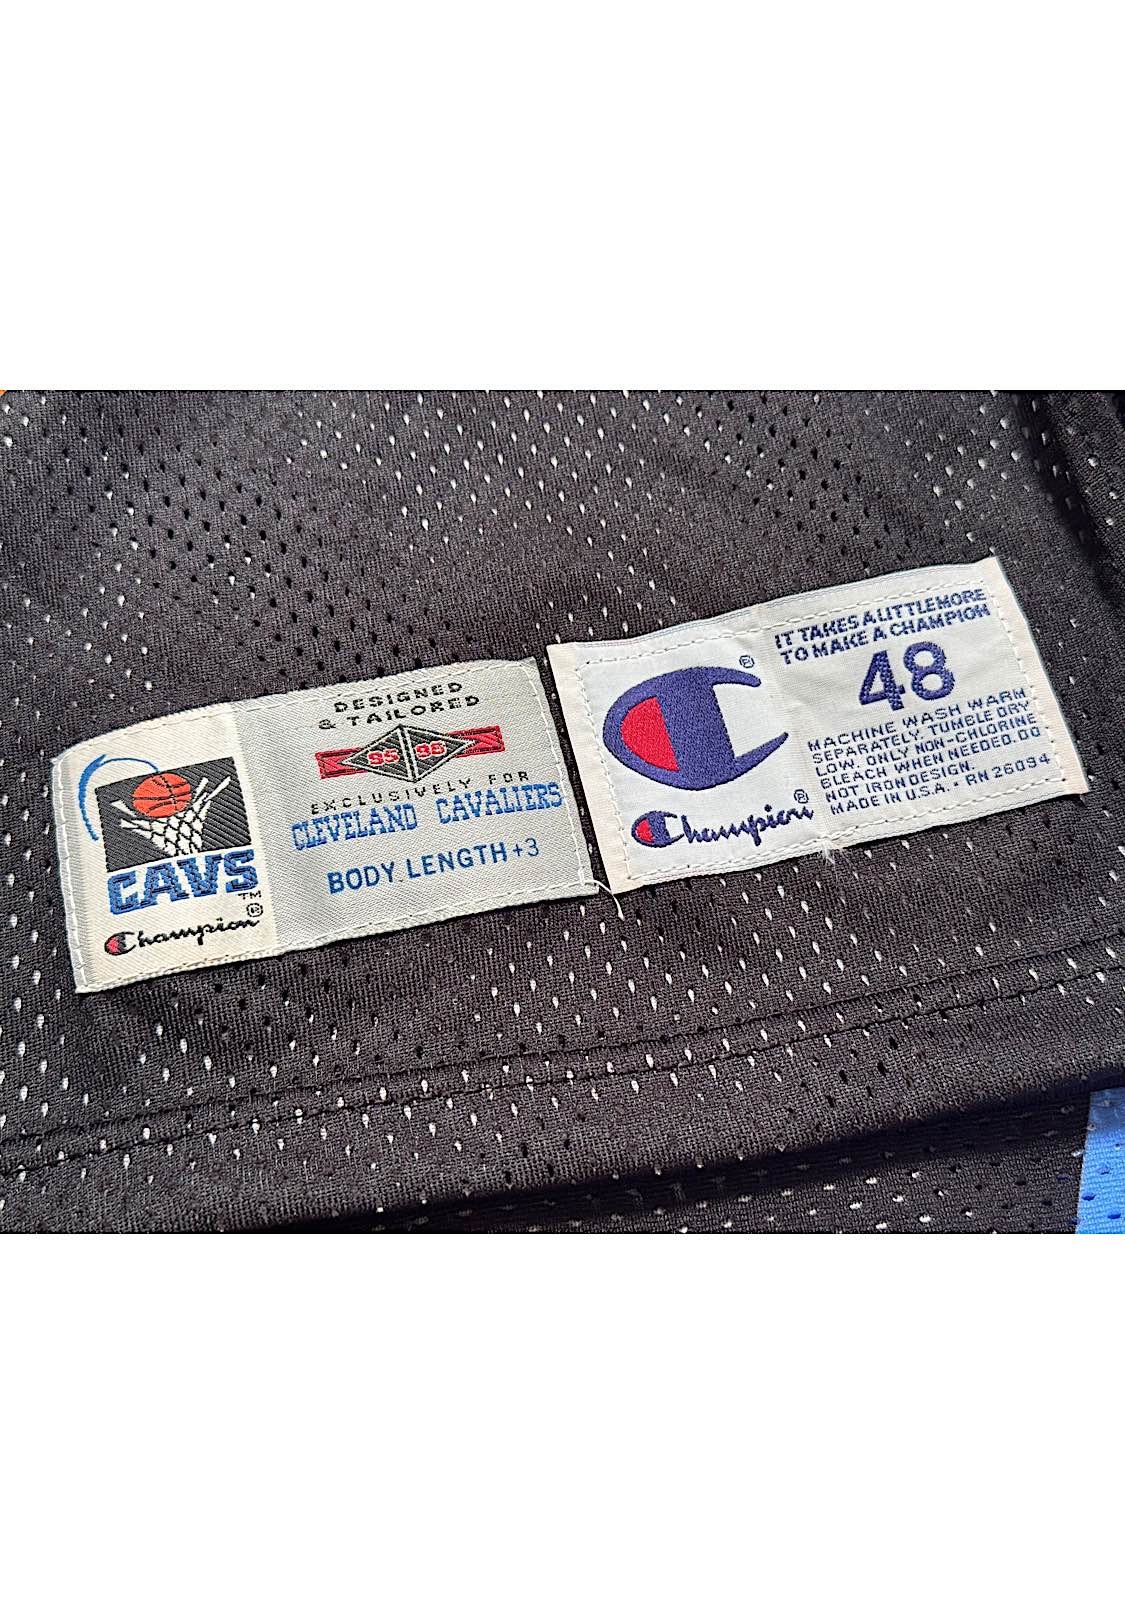 CAVS™
Champion®
DESIGNED
& TAILORED
95 96
EXCLUSIVELY FOR
CLEVELAND CAVALIERS
BODY LENGTH +3
®
Champion®
IT TAKES A LITTLE MORE
TO MAKE A CHAMPION
48
MACHINE WASH WARM
SEPARATELY. TUMBLE DRY
LOW. ONLY NON-CHLORINE
BLEACH WHEN NEEDED. DO
NOT IRON DESIGN.
MADE IN U.S.A. • RN 26094